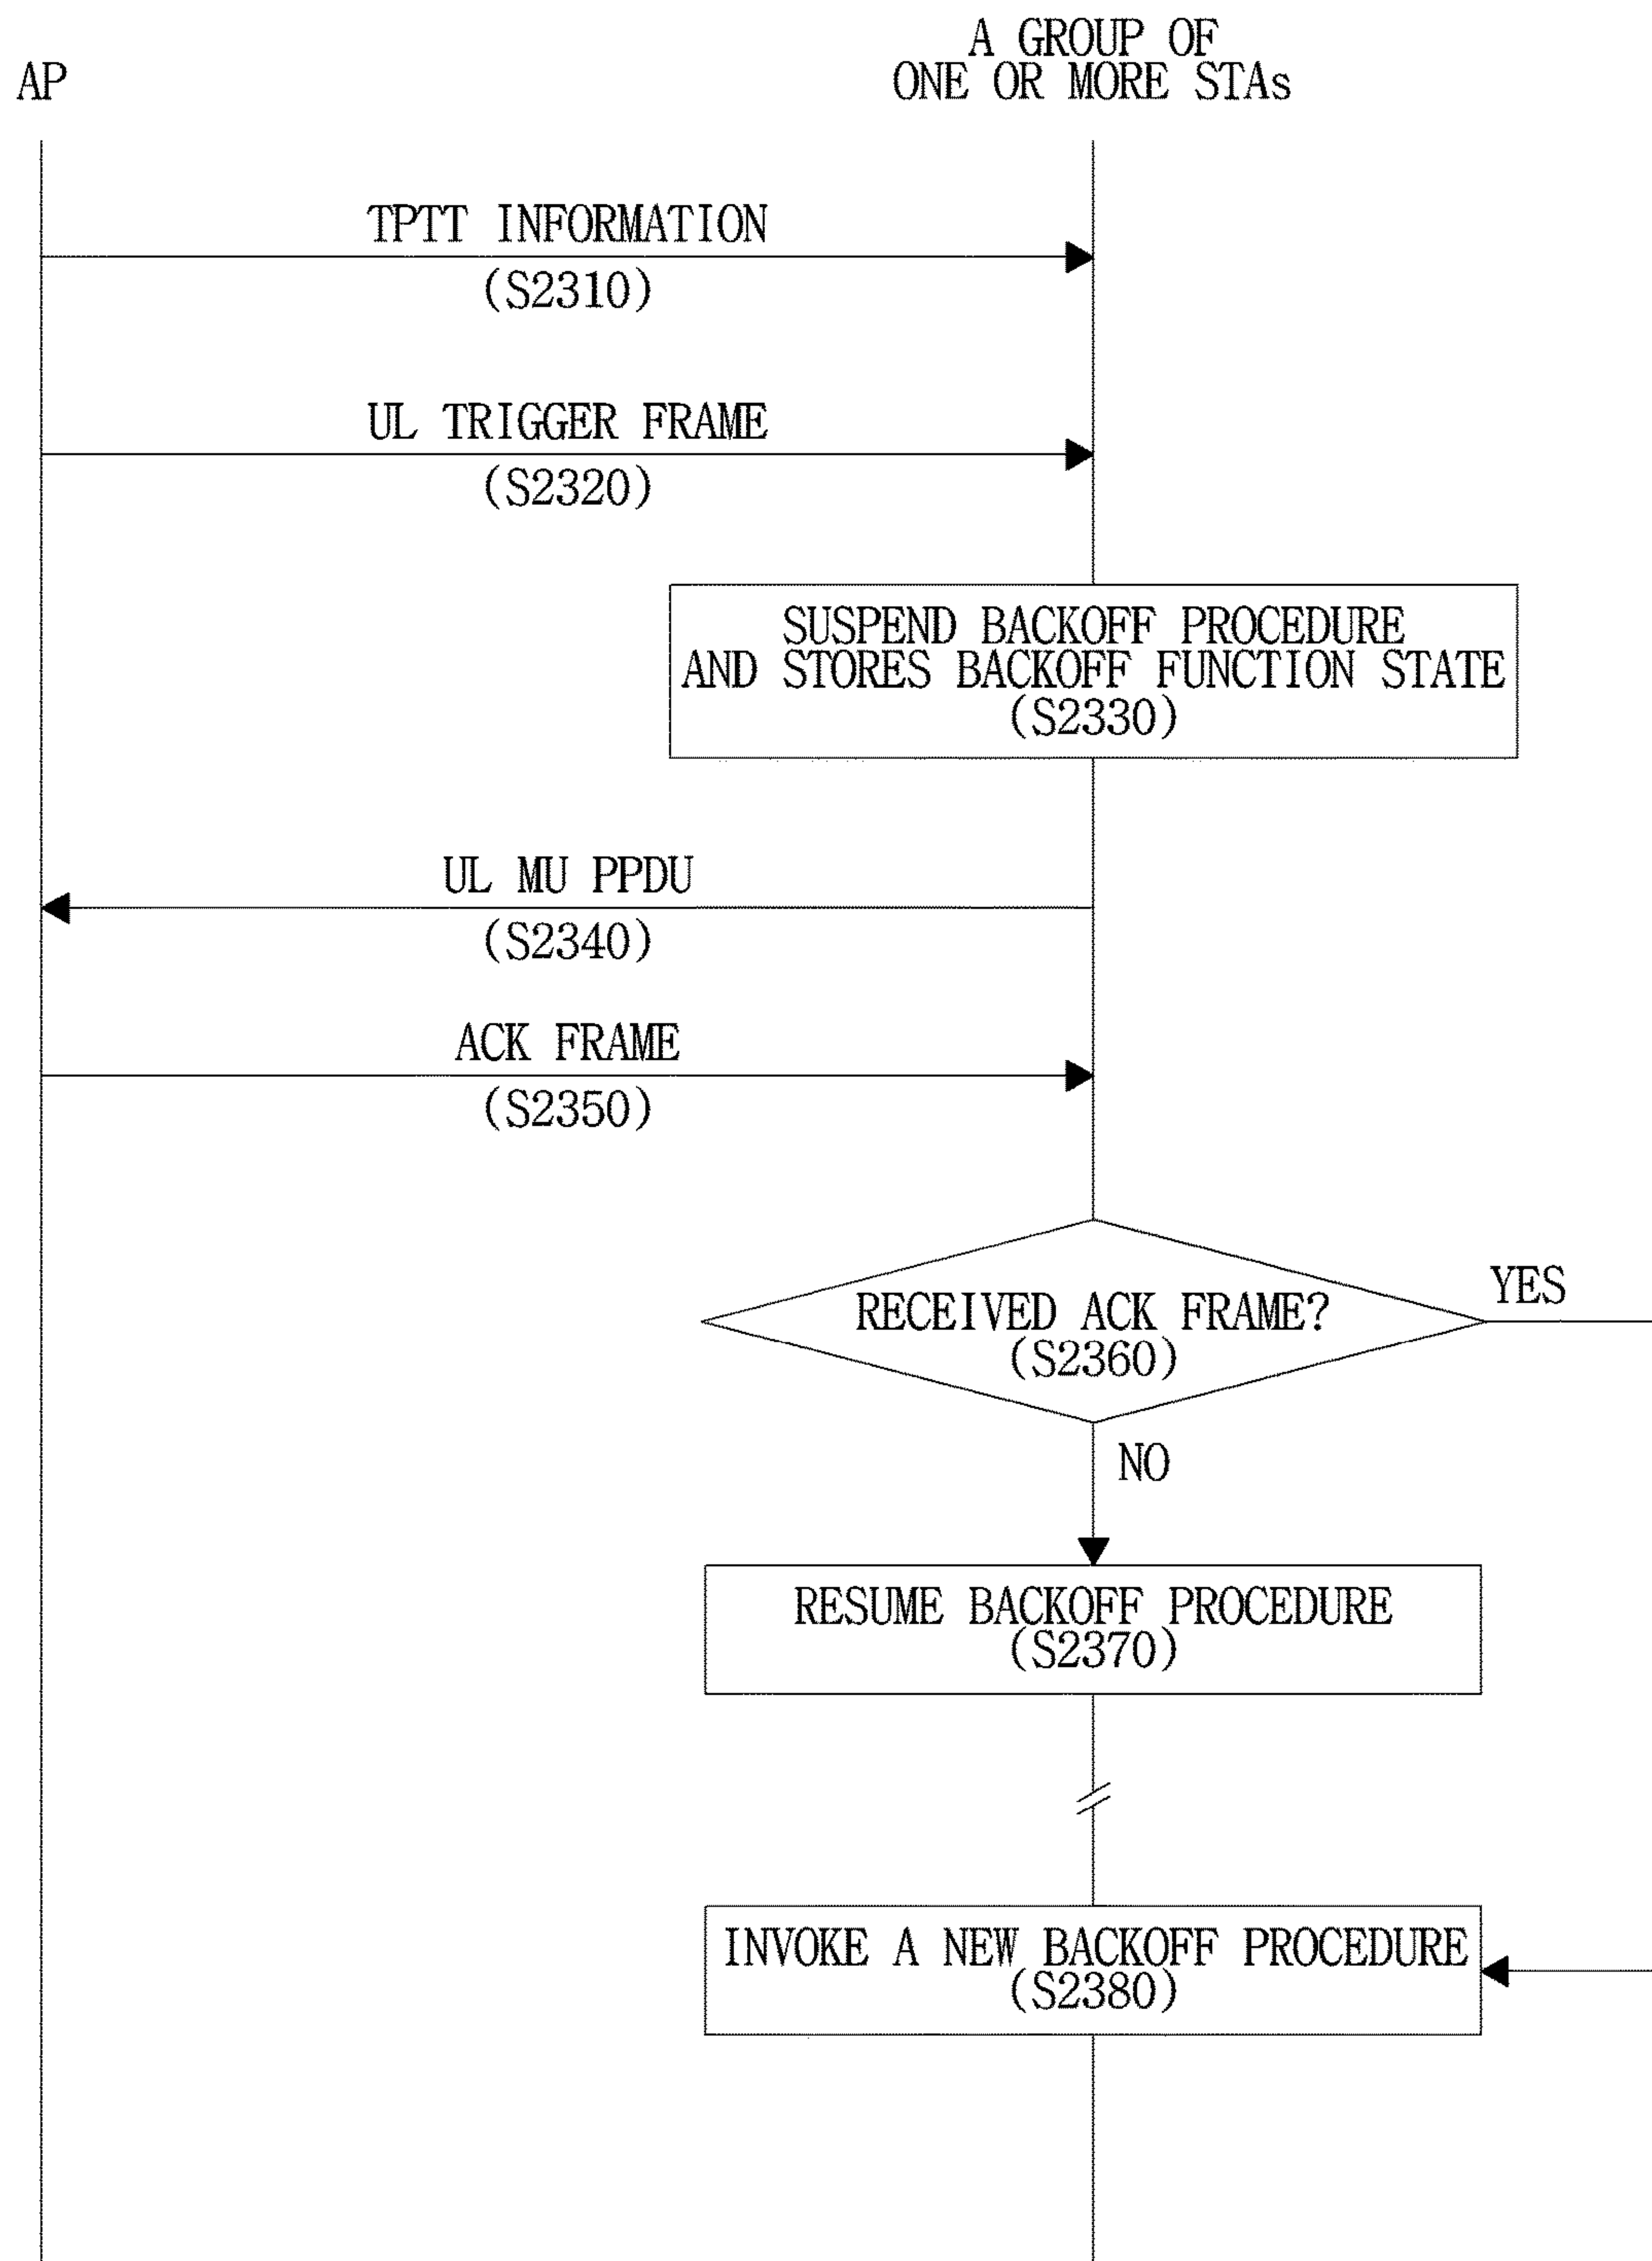 AP
A GROUP OF
ONE OR MORE STAs
TPTT INFORMATION
(S2310)
UL TRIGGER FRAME
(S2320)
SUSPEND BACKOFF PROCEDURE
AND STORES BACKOFF FUNCTION STATE
(S2330)
UL MU PPDU
(S2340)
ACK FRAME
(S2350)
RECEIVED ACK FRAME?
(S2360)
YES
NO
RESUME BACKOFF PROCEDURE
(S2370)
INVOKE A NEW BACKOFF PROCEDURE
(S2380)